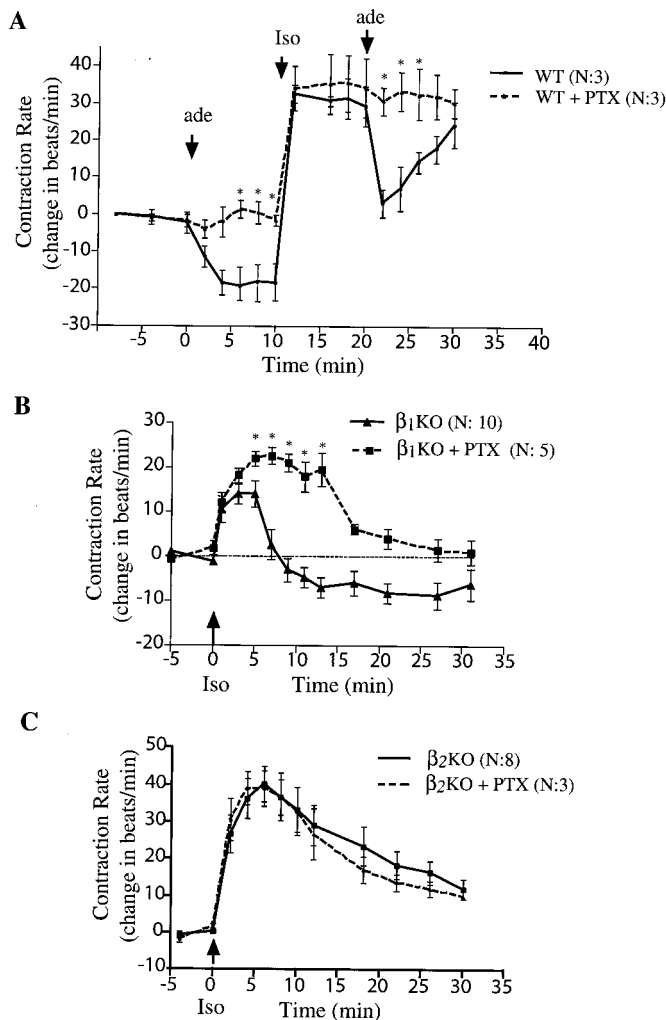 A
Iso
ade
ade
WT (N:3)
WT + PTX (N:3)
Contraction Rate
(change in beats/min)
40
30
20
10
0
-10
-20
-30
* * *
* * *
-5 0 5 10 15 20 25 30 35 40
Time (min)
B
β1KO (N: 10)
β1KO + PTX (N: 5)
Contraction Rate
(change in beats/min)
30
20
10
0
-10
-20
* * * * *
-5 0 5 10 15 20 25 30 35
Iso
Time (min)
C
β2KO (N:8)
β2KO + PTX (N:3)
Contraction Rate
(change in beats/min)
50
40
30
20
10
0
-10
-5 0 5 10 15 20 25 30 35
Iso
Time (min)